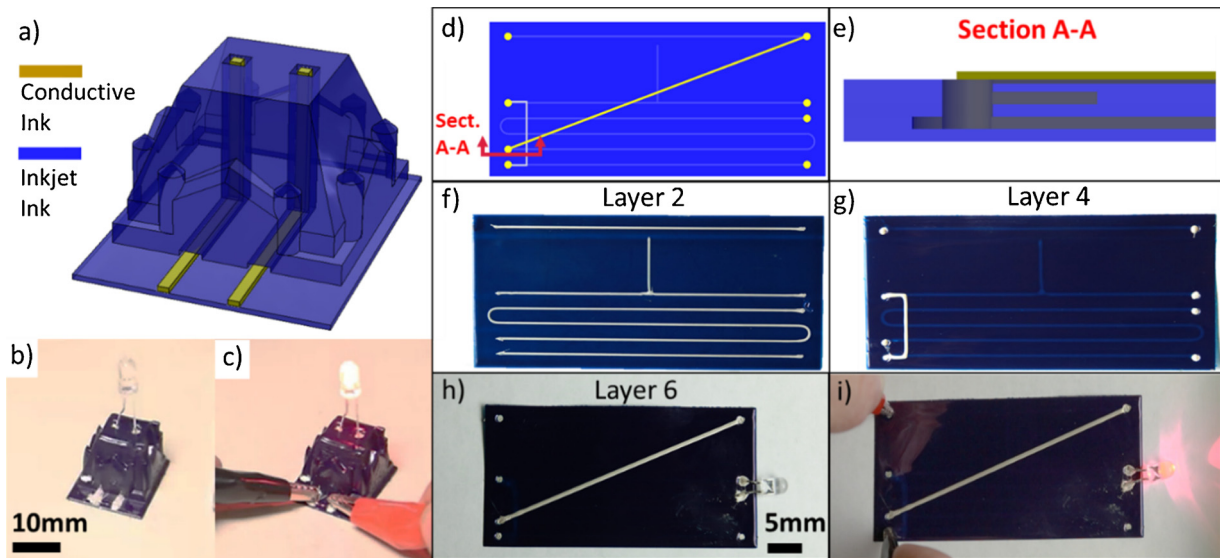 a)
Conductive
Ink
Inkjet
Ink
b)
c)
10mm
d)
Sect.
A-A
e)
Section A-A
f)
Layer 2
g)
Layer 4
h)
Layer 6
5mm
i)